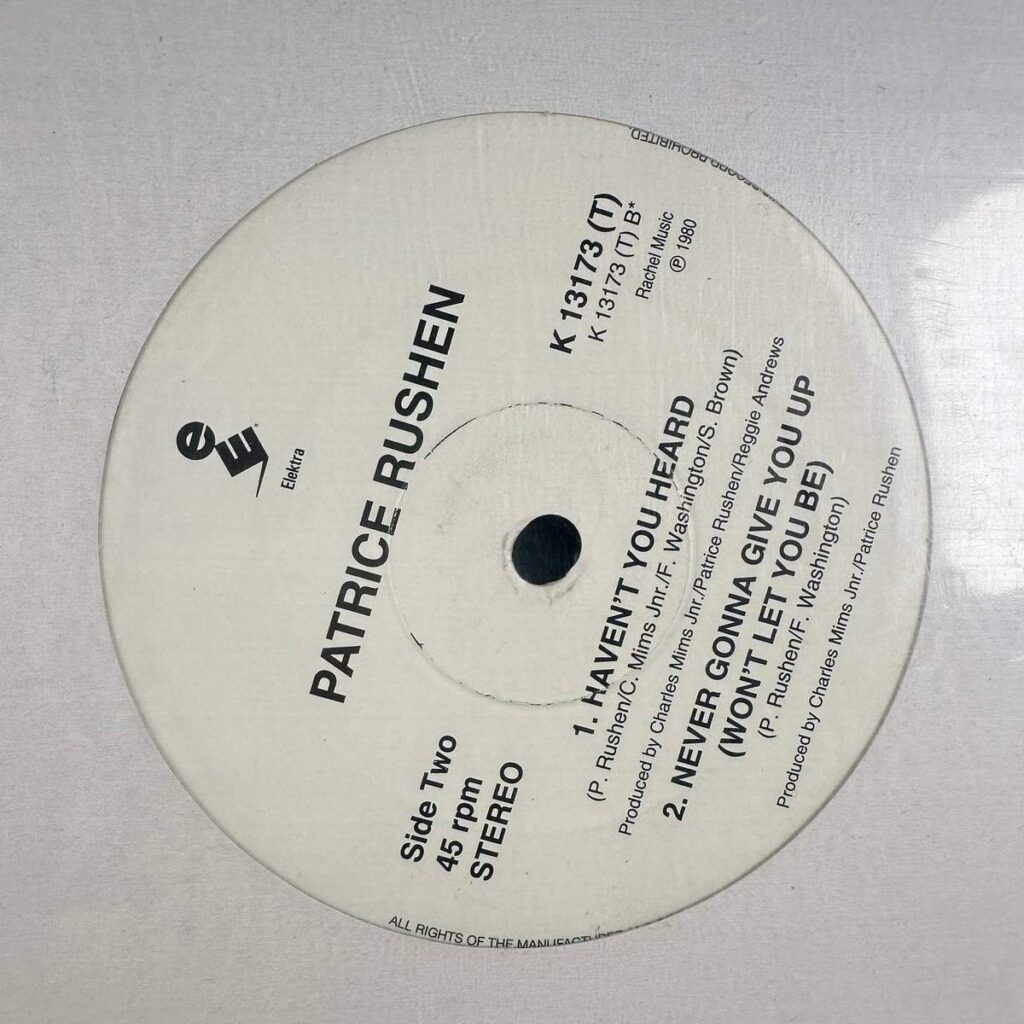 e
E
Elektra
PATRICE RUSHEN
Side Two
45 rpm
STEREO
K 13173 (T)
K 13173 (T) B*
Rachel Music
℗ 1980
1. HAVEN'T YOU HEARD
(P. Rushen/C. Mims Jnr./F. Washington/S. Brown)
Produced by Charles Mims Jnr./Patrice Rushen/Reggie Andrews
2. NEVER GONNA GIVE YOU UP
(WON'T LET YOU BE)
(P. Rushen/F. Washington)
Produced by Charles Mims Jnr./Patrice Rushen
ALL RIGHTS OF THE MANUFACTURER
RECORD PROHIBITED.